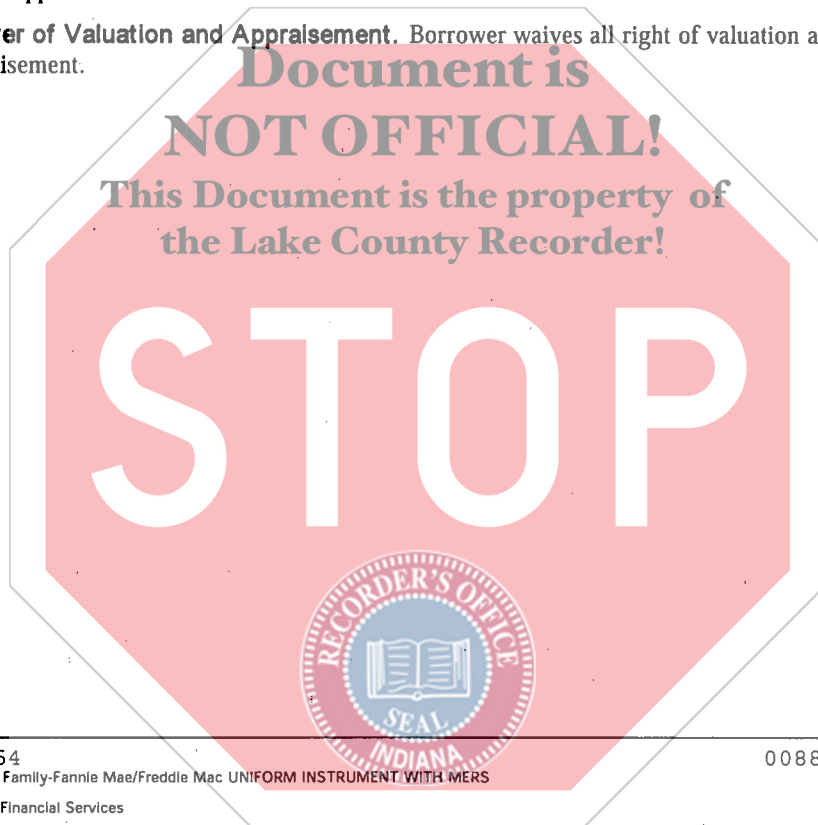 er of Valuation and Appraisement. Borrower waives all right of valuation a
isement.
Document is
NOT OFFICIAL!
This Document is the property of
the Lake County Recorder!
STOP
RECORDER'S OFFICE
SEAL
INDIANA
54
0088
Family-Fannie Mae/Freddie Mac UNIFORM INSTRUMENT WITH MERS
Financial Services